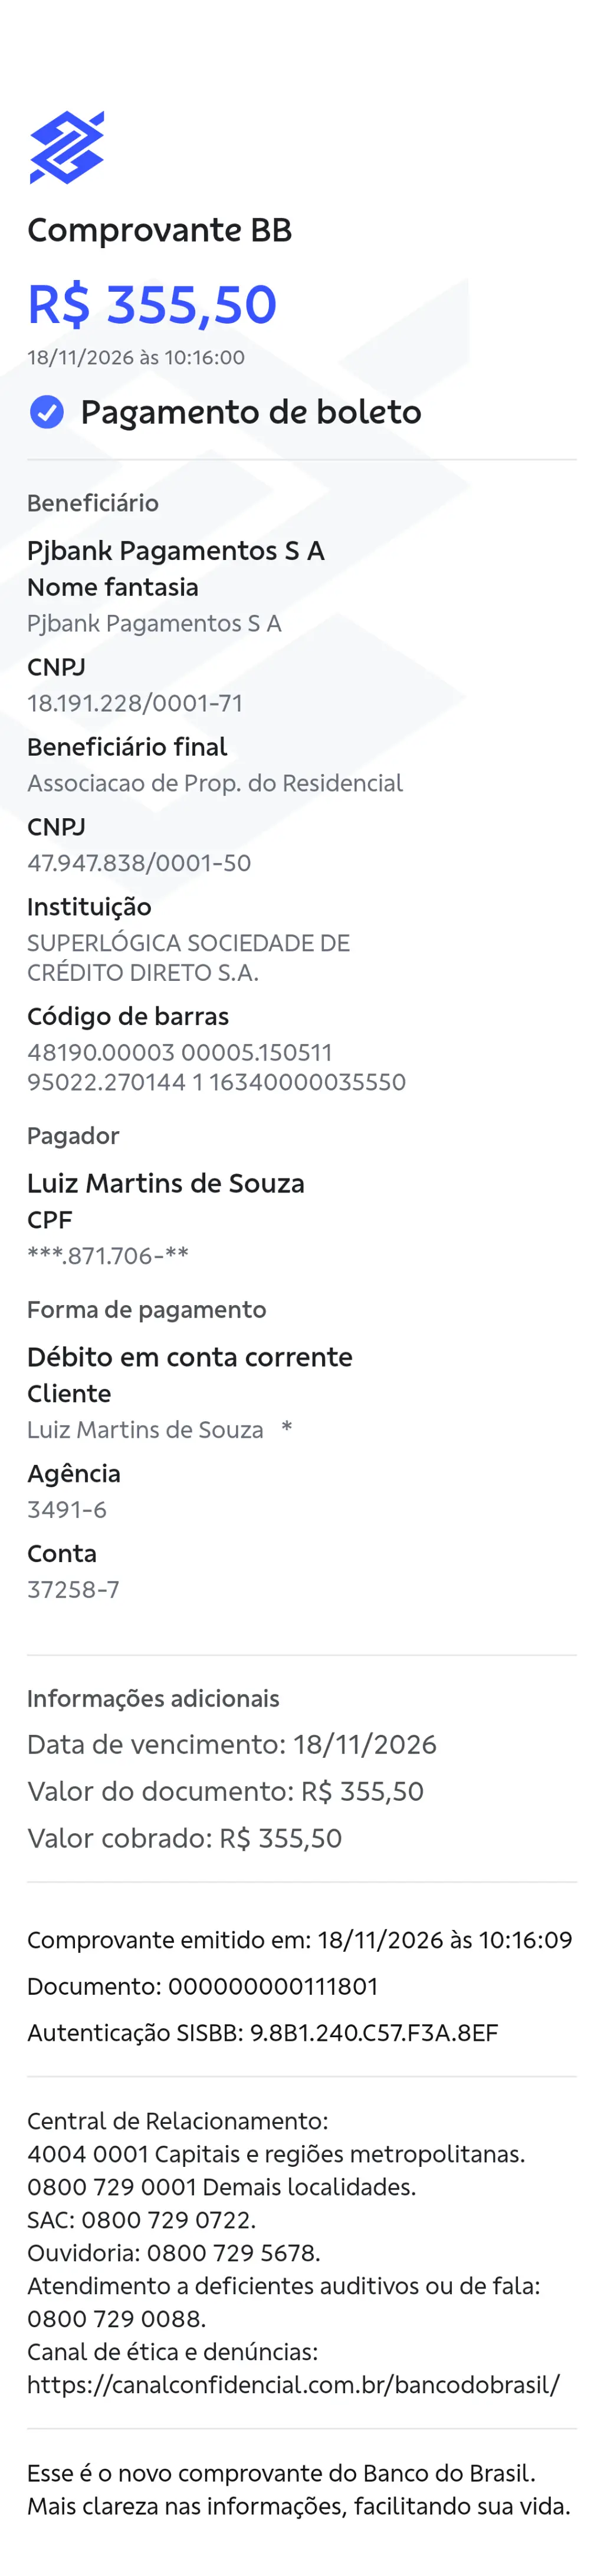 Comprovante BB
R$ 355,50
18/11/2026 às 10:16:00
Pagamento de boleto
Beneficiário
Pjbank Pagamentos S A
Nome fantasia
Pjbank Pagamentos S A
CNPJ
18.191.228/0001-71
Beneficiário final
Associacao de Prop. do Residencial
CNPJ
47.947.838/0001-50
Instituição
SUPERLÓGICA SOCIEDADE DE
CRÉDITO DIRETO S.A.
Código de barras
48190.00003 00005.150511
95022.270144 1 16340000035550
Pagador
Luiz Martins de Souza
CPF
***.871.706-**
Forma de pagamento
Débito em conta corrente
Cliente
Luiz Martins de Souza *
Agência
3491-6
Conta
37258-7
Informações adicionais
Data de vencimento: 18/11/2026
Valor do documento: R$ 355,50
Valor cobrado: R$ 355,50
Comprovante emitido em: 18/11/2026 às 10:16:09
Documento: 000000000111801
Autenticação SISBB: 9.8B1.240.C57.F3A.8EF
Central de Relacionamento:
4004 0001 Capitais e regiões metropolitanas.
0800 729 0001 Demais localidades.
SAC: 0800 729 0722.
Ouvidoria: 0800 729 5678.
Atendimento a deficientes auditivos ou de fala:
0800 729 0088.
Canal de ética e denúncias:
https://canalconfidencial.com.br/bancodobrasil/
Esse é o novo comprovante do Banco do Brasil.
Mais clareza nas informações, facilitando sua vida.